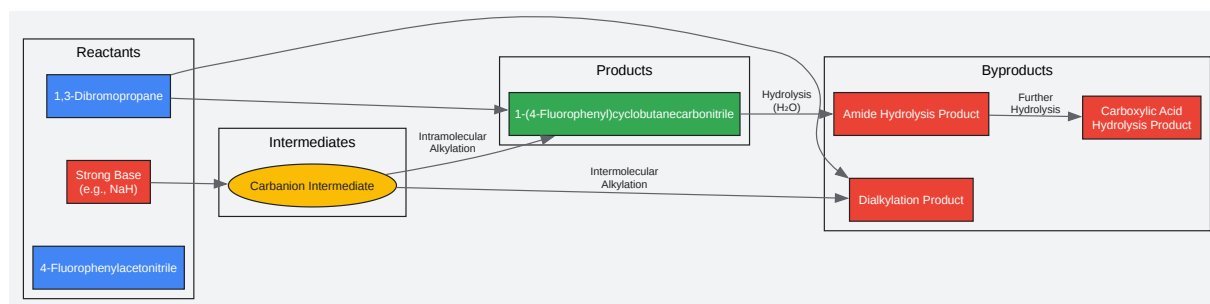 Reactants
1,3-Dibromopropane
Strong Base
(e.g., NaH)
4-Fluorophenylacetonitrile
Intermediates
Carbanion Intermediate
Intramolecular
Alkylation
Intermolecular
Alkylation
Products
1-(4-Fluorophenyl)cyclobutanecarbonitrile
Hydrolysis
(H₂O)
Byproducts
Amide Hydrolysis Product
Further
Hydrolysis
Carboxylic Acid
Hydrolysis Product
Dialkylation Product